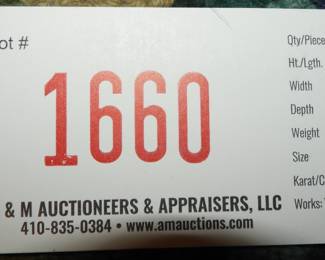 ot #
1660
& M AUCTIONEERS & APPRAISERS, LLC
410-835-0384 • www.amauctions.com
Qty/Piece
Ht./Lgth.
Width
Depth
Weight
Size
Karat/C
Works: